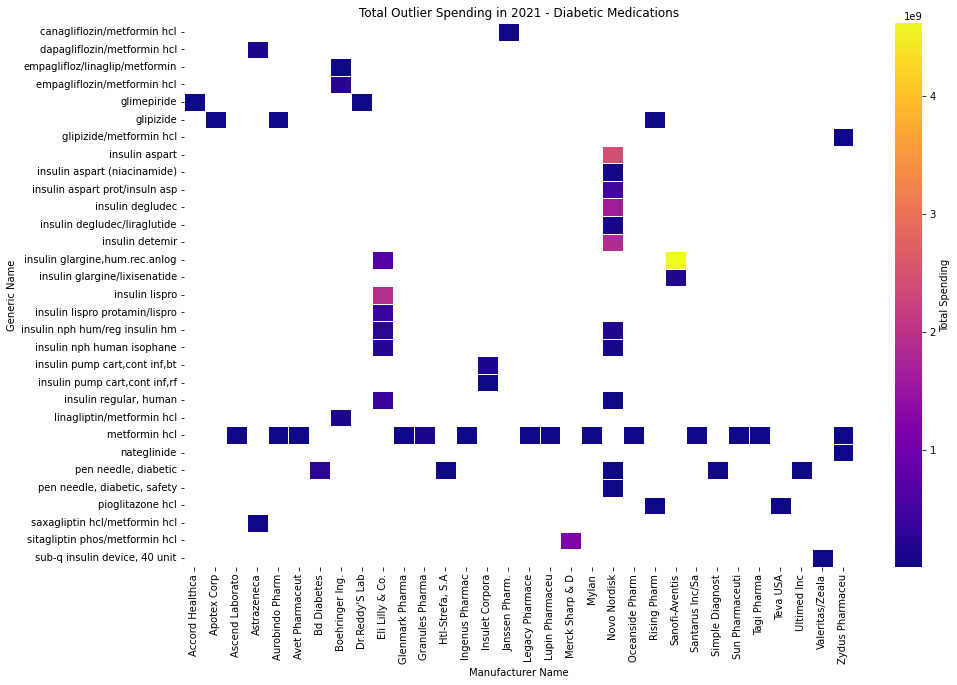 Total Outlier Spending in 2021 - Diabetic Medications
1e9
canagliflozin/metformin hcl
dapagliflozin/metformin hcl
empaglifloz/linaglip/metformin
empagliflozin/metformin hcl
glimepiride
glipizide
glipizide/metformin hcl
insulin aspart
insulin aspart (niacinamide)
insulin aspart prot/insuln asp
insulin degludec
insulin degludec/liraglutide
insulin detemir
insulin glargine,hum.rec.anlog
insulin glargine/lixisenatide
insulin lispro
insulin lispro protamin/lispro
insulin nph hum/reg insulin hm
insulin nph human isophane
insulin pump cart,cont inf,bt
insulin pump cart,cont inf,rf
insulin regular, human
linagliptin/metformin hcl
metformin hcl
nateglinide
pen needle, diabetic
pen needle, diabetic, safety
pioglitazone hcl
saxagliptin hcl/metformin hcl
sitagliptin phos/metformin hcl
sub-q insulin device, 40 unit
Generic Name
Accord Healthca
Apotex Corp
Ascend Laborato
Astrazeneca
Aurobindo Pharm
Avet Pharmaceut
Bd Diabetes
Boehringer Ing.
Dr.Reddy'S Lab
Eli Lilly & Co.
Glenmark Pharma
Granules Pharma
Htl-Strefa, S.A
Ingenus Pharmac
Insulet Corpora
Janssen Pharm.
Legacy Pharmace
Lupin Pharmaceu
Merck Sharp & D
Mylan
Novo Nordisk
Oceanside Pharm
Rising Pharm
Sanofi-Aventis
Santarus Inc/Sa
Simple Diagnost
Sun Pharmaceuti
Tagi Pharma
Teva USA
Ultimed Inc
Valeritas/Zeala
Zydus Pharmaceu
Manufacturer Name
4
3
2
1
Total Spending